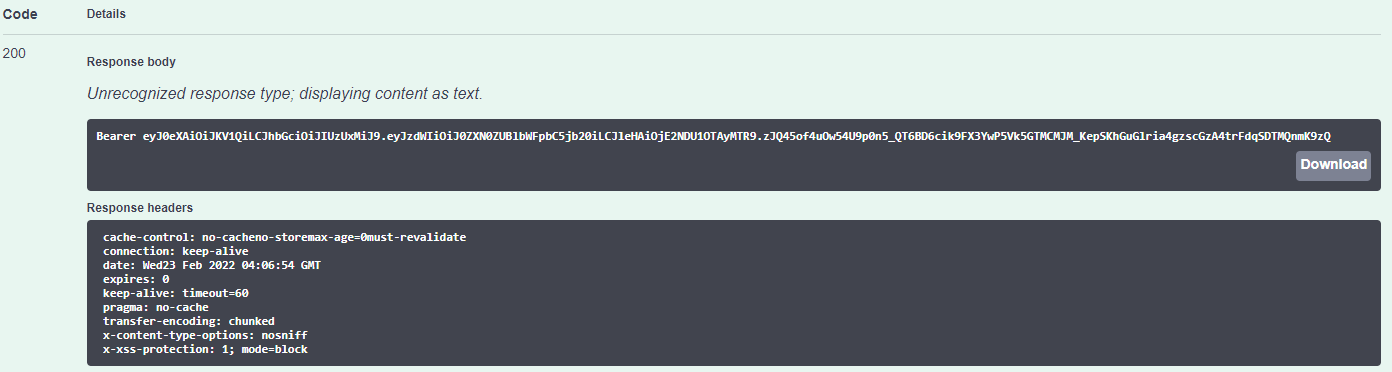 Code Details
200
Response body
Unrecognized response type; displaying content as text.
Bearer eyJ0eXAiOiJKV1QiLCJhbGciOiJIUzUxMiJ9.eyJzdWIiOiJ0ZXN0ZUBlbWFpbC5jb20iLCJleHAiOjE2NDU1OTAyMTR9.zJQ45of4uOw54U9p0n5_QT6BD6cik9FX3YwP5Vk5GTMCMJM_KepSKhGuGlria4gzscGzA4trFdqSDTMQnmK9zQ
Download
Response headers
cache-control: no-cacheno-storemax-age=0must-revalidate
connection: keep-alive
date: Wed23 Feb 2022 04:06:54 GMT
expires: 0
keep-alive: timeout=60
pragma: no-cache
transfer-encoding: chunked
x-content-type-options: nosniff
x-xss-protection: 1; mode=block